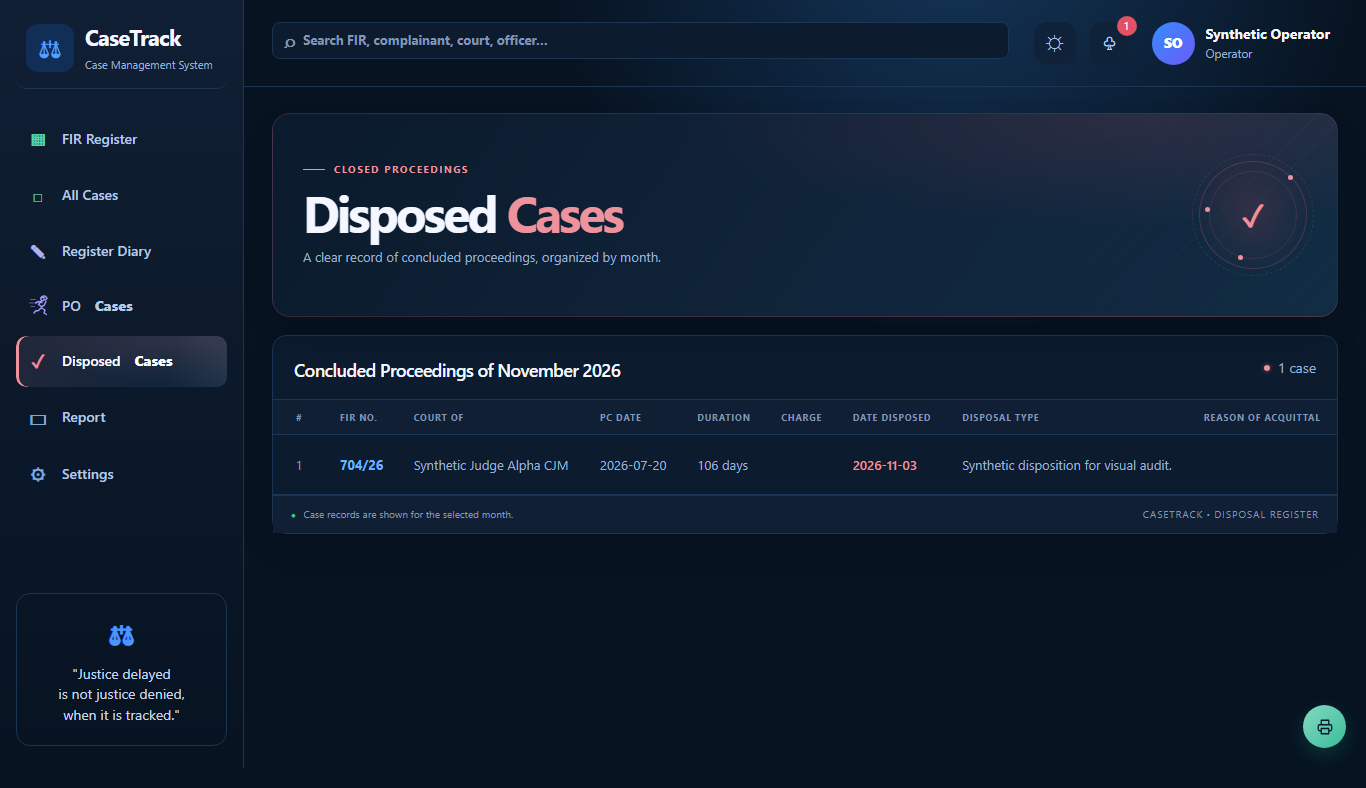 CaseTrack
Case Management System
Search FIR, complainant, court, officer...
1
SO
Synthetic Operator
Operator
FIR Register
All Cases
Register Diary
PO Cases
Disposed Cases
Report
Settings
"Justice delayed
is not justice denied,
when it is tracked."
CLOSED PROCEEDINGS
Disposed Cases
A clear record of concluded proceedings, organized by month.
Concluded Proceedings of November 2026
1 case
# FIR NO. COURT OF PC DATE DURATION CHARGE DATE DISPOSED DISPOSAL TYPE REASON OF ACQUITTAL
1 704/26 Synthetic Judge Alpha CJM 2026-07-20 106 days 2026-11-03 Synthetic disposition for visual audit.
Case records are shown for the selected month.
CASETRACK • DISPOSAL REGISTER